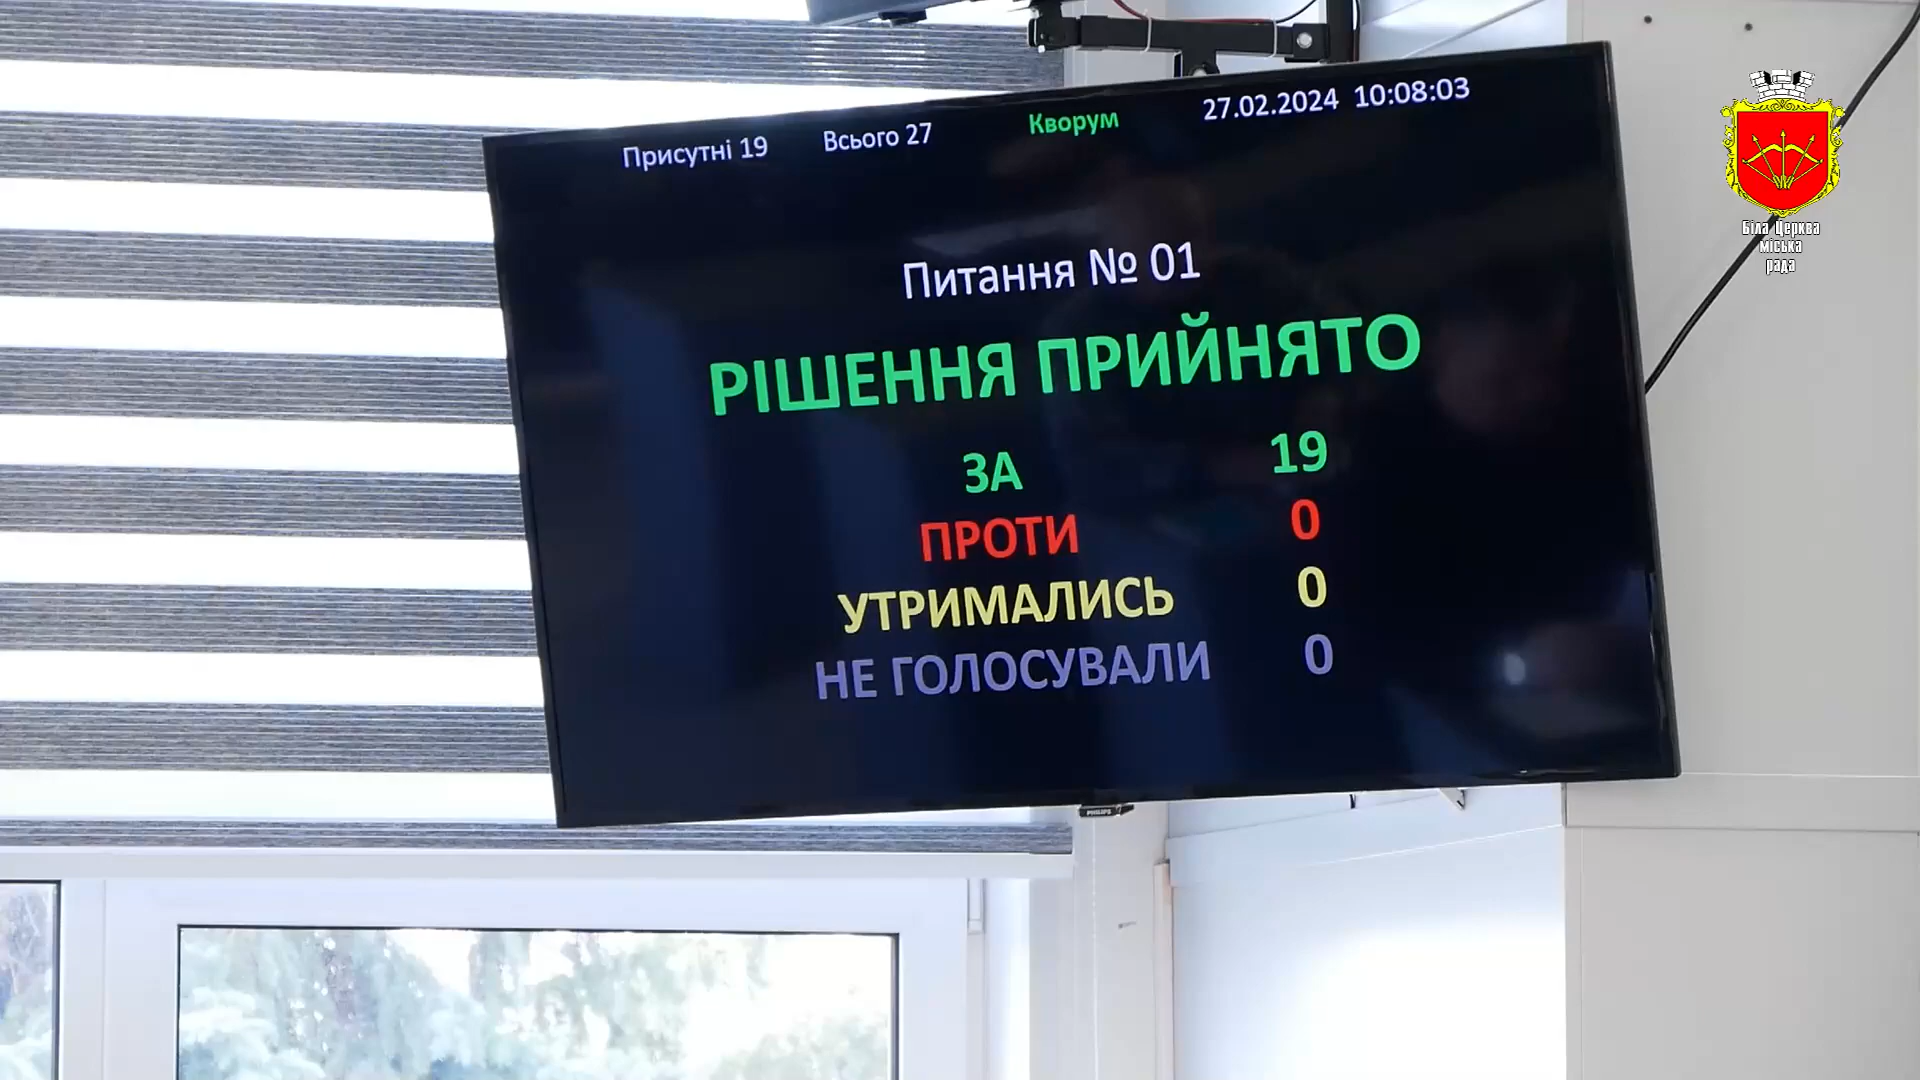 Присутні 19 Всього 27 Кворум 27.02.2024 10:08:03
Питання № 01
РІШЕННЯ ПРИЙНЯТО
ЗА 19
ПРОТИ 0
УТРИМАЛИСЬ 0
НЕ ГОЛОСУВАЛИ 0
PHILIPS
Біла Церква
міська
рада